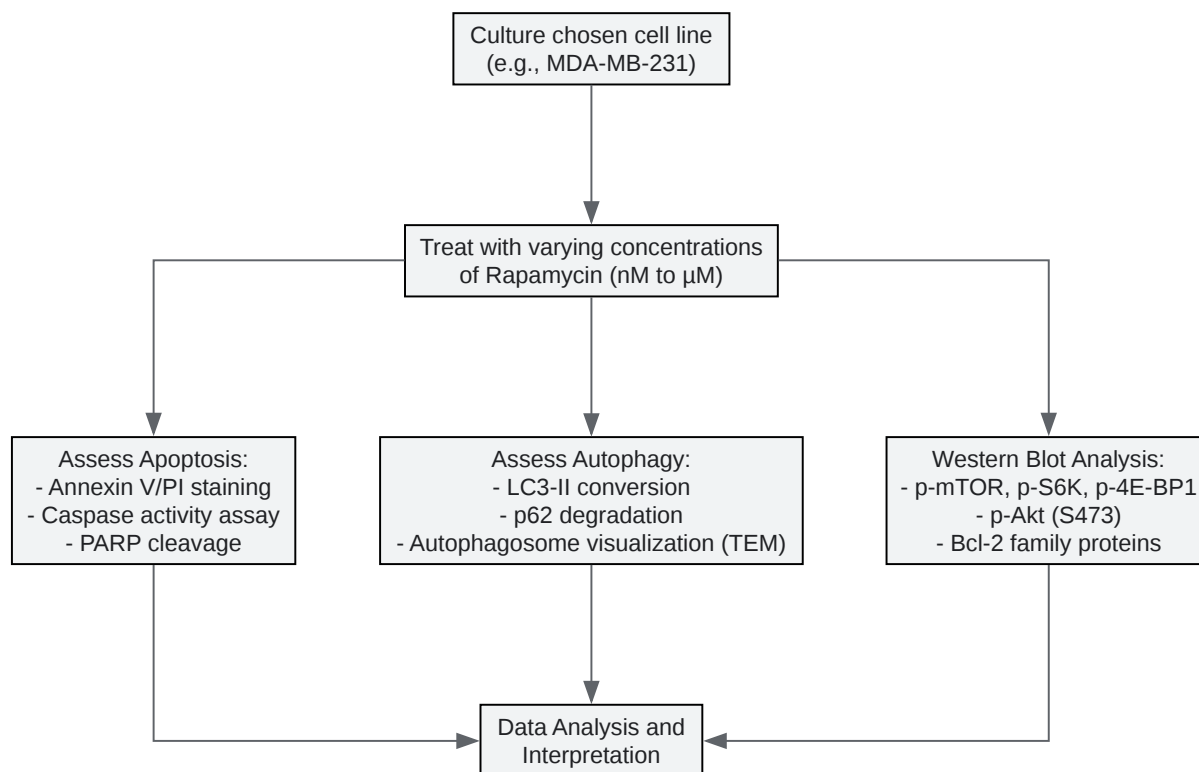 Culture chosen cell line
(e.g., MDA-MB-231)
Treat with varying concentrations
of Rapamycin (nM to µM)
Assess Apoptosis:
- Annexin V/PI staining
- Caspase activity assay
- PARP cleavage
Assess Autophagy:
- LC3-II conversion
- p62 degradation
- Autophagosome visualization (TEM)
Western Blot Analysis:
- p-mTOR, p-S6K, p-4E-BP1
- p-Akt (S473)
- Bcl-2 family proteins
Data Analysis and
Interpretation